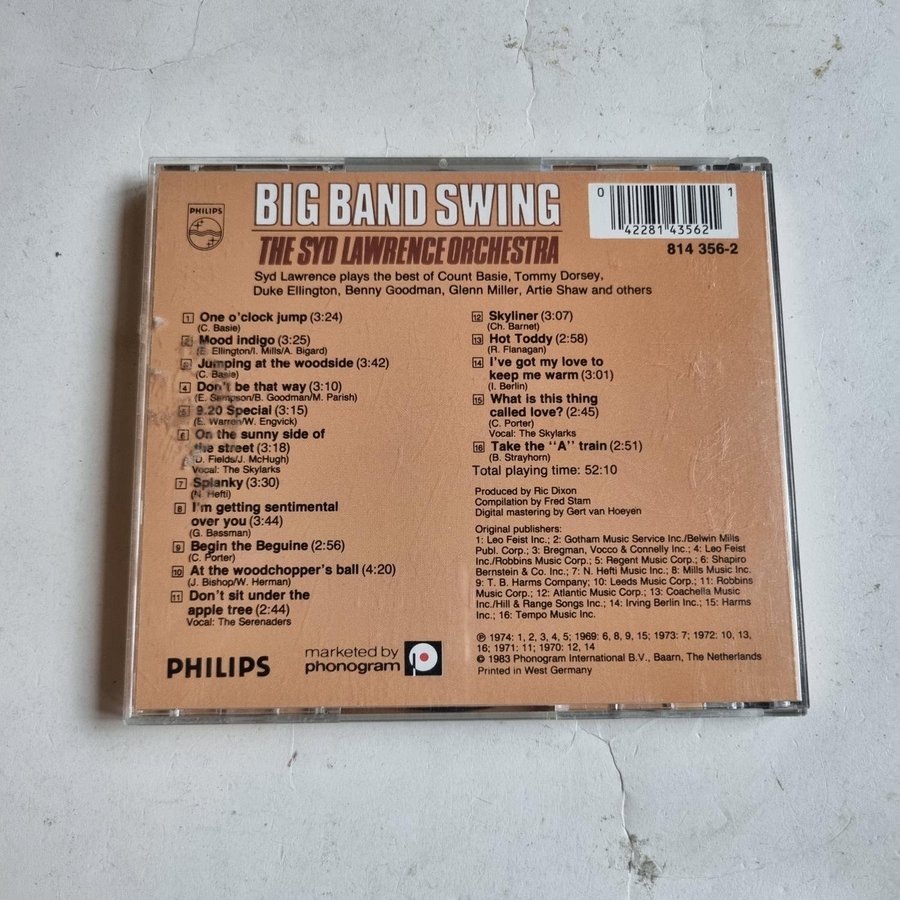 PHILIPS
BIG BAND SWING
THE SYD LAWRENCE ORCHESTRA
Syd Lawrence plays the best of Count Basie, Tommy Dorsey,
Duke Ellington, Benny Goodman, Glenn Miller, Artie Shaw and others
0 1
42281 43562
814 356-2
1 One o'clock jump (3:24)
(C. Basie)
2 Mood indigo (3:25)
(E. Ellington/I. Mills/A. Bigard)
3 Jumping at the woodside (3:42)
(C. Basie)
4 Don't be that way (3:10)
(E. Sampson/B. Goodman/M. Parish)
5 9.20 Special (3:15)
(E. Warren/W. Engvick)
6 On the sunny side of
the street (3:18)
(D. Fields/J. McHugh)
Vocal: The Skylarks
7 Splanky (3:30)
(N. Hefti)
8 I'm getting sentimental
over you (3:44)
(G. Bassman)
9 Begin the Beguine (2:56)
(C. Porter)
10 At the woodchopper's ball (4:20)
(J. Bishop/W. Herman)
11 Don't sit under the
apple tree (2:44)
Vocal: The Serenaders
12 Skyliner (3:07)
(Ch. Barnet)
13 Hot Toddy (2:58)
(R. Flanagan)
14 I've got my love to
keep me warm (3:01)
(I. Berlin)
15 What is this thing
called love? (2:45)
(C. Porter)
Vocal: The Skylarks
16 Take the "A" train (2:51)
(B. Strayhorn)
Total playing time: 52:10
Produced by Ric Dixon
Compilation by Fred Stam
Digital mastering by Gert van Hoeyen
Original publishers:
1: Leo Feist Inc.; 2: Gotham Music Service Inc./Belwin Mills
Publ. Corp.; 3: Bregman, Vocco & Connelly Inc.; 4: Leo Feist
Inc./Robbins Music Corp.; 5: Regent Music Corp.; 6: Shapiro
Bernstein & Co. Inc.; 7: N. Hefti Music Inc.; 8: Mills Music Inc.;
9: T. B. Harms Company; 10: Leeds Music Corp.; 11: Robbins
Music Corp.; 12: Atlantic Music Corp.; 13: Coachella Music
Inc./Hill & Range Songs Inc.; 14: Irving Berlin Inc.; 15: Harms
Inc.; 16: Tempo Music Inc.
℗ 1974: 1, 2, 3, 4, 5; 1969: 6, 8, 9, 15; 1973: 7; 1972: 10, 13,
16; 1971: 11; 1970: 12, 14
© 1983 Phonogram International B.V., Baarn, The Netherlands
Printed in West Germany
PHILIPS
marketed by
phonogram